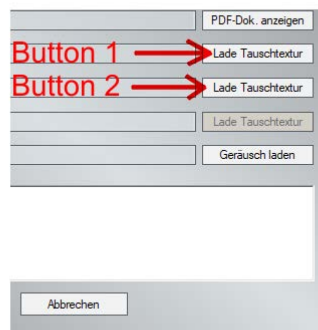 PDF-Dok. anzeigen
Button 1 Lade Tauschtextur
Button 2 Lade Tauschtextur
Lade Tauschtextur
Geräusch laden
Abbrechen